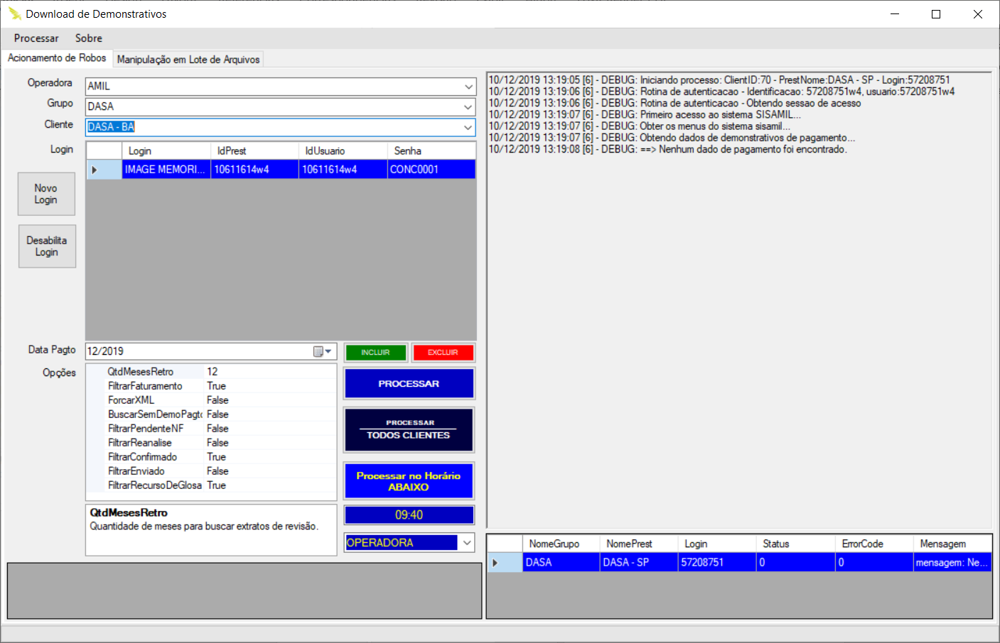 Download de Demonstrativos
Processar Sobre
Acionamento de Robos Manipulação em Lote de Arquivos
Operadora AMIL
Grupo DASA
Cliente DASA - BA
Login
Login IdPrest IdUsuario Senha
IMAGE MEMORI... 10611614w4 10611614w4 CONC0001
Novo
Login
Desabilita
Login
Data Pagto 12/2019
INCLUIR EXCLUIR
Opções
QtdMesesRetro 12
FiltrarFaturamento True
ForcarXML False
BuscarSemDemoPagto False
FiltrarPendenteNF False
FiltrarReanalise False
FiltrarConfirmado True
FiltrarEnviado False
FiltrarRecursoDeGlosa True
QtdMesesRetro
Quantidade de meses para buscar extratos de revisão.
PROCESSAR
PROCESSAR
TODOS CLIENTES
Processar no Horário
ABAIXO
09:40
OPERADORA
10/12/2019 13:19:05 [6] - DEBUG: Iniciando processo: ClientID:70 - PrestNome:DASA - SP - Login:57208751
10/12/2019 13:19:06 [6] - DEBUG: Rotina de autenticacao - Identificacao: 57208751w4, usuario:57208751w4
10/12/2019 13:19:06 [6] - DEBUG: Rotina de autenticacao - Obtendo sessao de acesso
10/12/2019 13:19:07 [6] - DEBUG: Primeiro acesso ao sistema SISAMIL...
10/12/2019 13:19:07 [6] - DEBUG: Obter os menus do sistema sisamil...
10/12/2019 13:19:07 [6] - DEBUG: Obtendo dados de demonstrativos de pagamento...
10/12/2019 13:19:08 [6] - DEBUG: ==> Nenhum dado de pagamento foi encontrado.
NomeGrupo NomePrest Login Status ErrorCode Mensagem
DASA DASA - SP 57208751 0 0 mensagem: Ne...